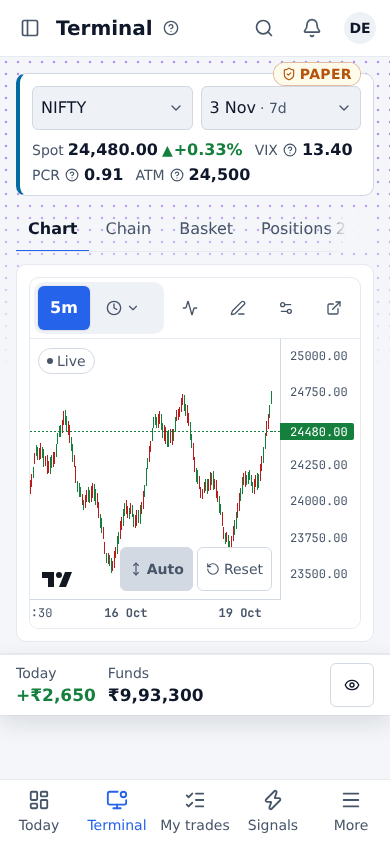 Terminal
DE
PAPER
NIFTY
3 Nov · 7d
Spot 24,480.00 ▲+0.33% VIX 13.40
PCR 0.91 ATM 24,500
Chart Chain Basket Positions 2
5m
Live
25000.00
24750.00
24480.00
24250.00
24000.00
23750.00
23500.00
Auto Reset
:30 16 Oct 19 Oct
Today Funds
+₹2,650 ₹9,93,300
Today Terminal My trades Signals More